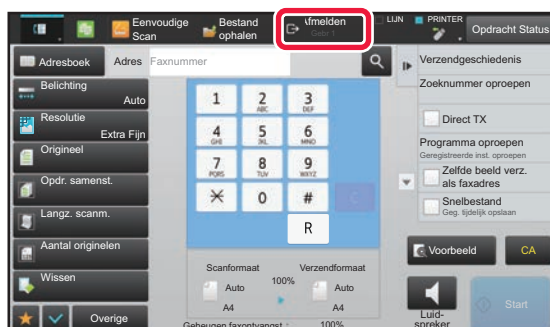 Eenvoudige Scan
Bestand ophalen
Afmelden
LIJN
PRINTER
Opdracht Status
Adresboek
Adres
Faxnummer
Belichting
Auto
Resolutie
Extra Fijn
Origineel
Opdr. samenst.
Langz. scanm.
Aantal originelen
Wissen
Overige
1
2 ABC
3 DEF
4 GHI
5 JKL
6 MNO
7 PQRS
8 TUV
9 WXYZ
0
#
C
R
Scanformaat
Verzendformaat
Auto
100%
Auto
A4
A4
Geheugen faxontvangst :
100%
Verzendgeschiedenis
Zoeknummer oproepen
Direct TX
Programma oproepen
Geregistreerde inst. oproepen
Zelfde beeld verz.
als faxadres
Snelbestand
Geg. tijdelijk opslaan
Voorbeeld
CA
Luid-
spreker
Start